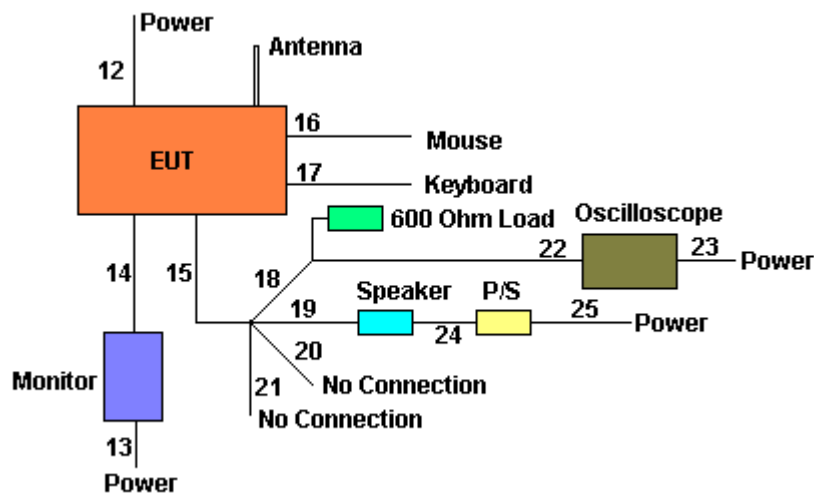 Power
12
Antenna
16
Mouse
EUT
17
Keyboard
600 Ohm Load
Oscilloscope
22
23
Power
14
15
18
Speaker
P/S
19
24
25
Power
20
Monitor
21
No Connection
No Connection
13
Power